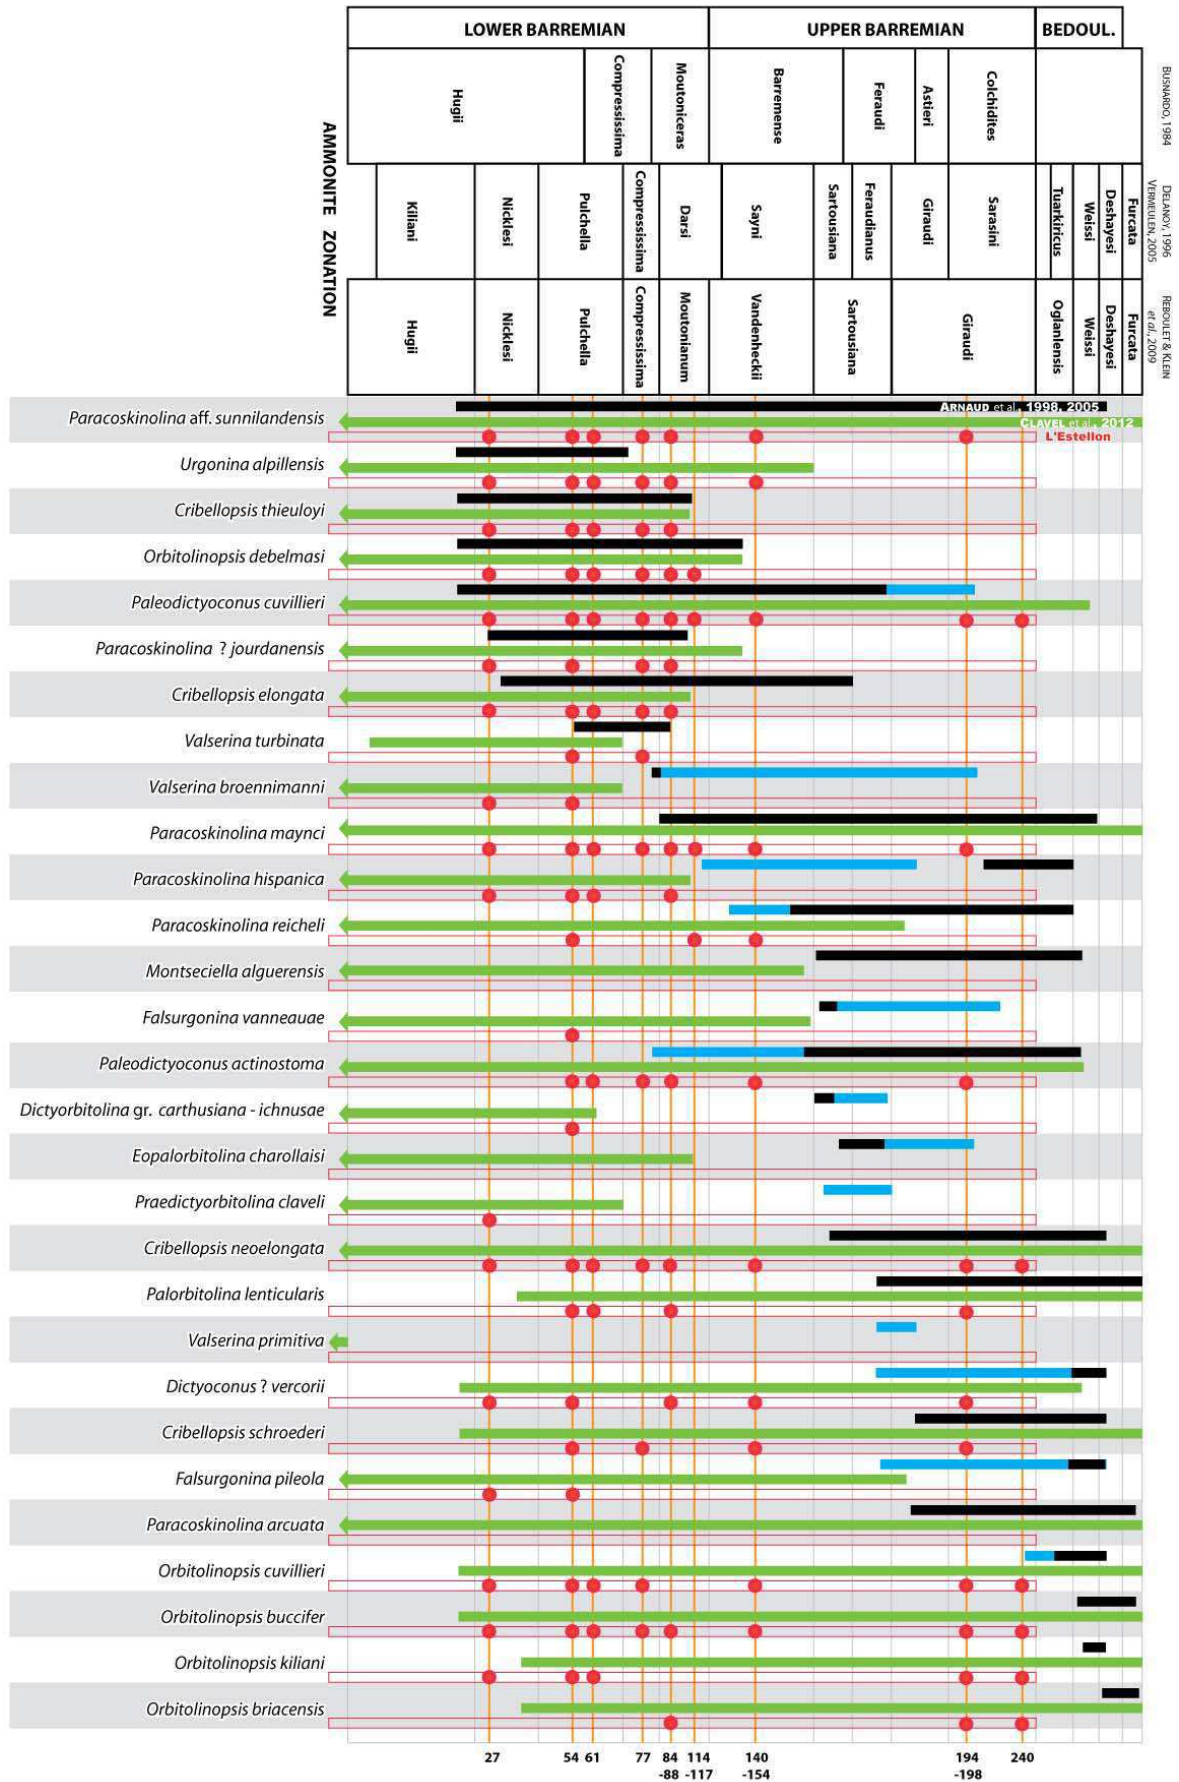 LOWER BARREMIAN UPPER BARREMIAN BEDOUL.
Hugii Compressissima Moutoniceras Barremense Feraudi Astieri Colchidites
BUSNARDO, 1984
Kiliani Nicklesi Pulchella Compressissima Darsi Sayni Sartousiana Feraudianus Giraudi Sarasini Tuarkiricus Weissi Deshayesi Furcata
DELANOY, 1996
VERMEULEN, 2005
Hugii Nicklesi Pulchella Compressissima Moutonianum Vandenheckii Sartousiana Giraudi Oglanlensis Weissi Deshayesi Furcata
REBOULET & KLEIN
et al., 2009
AMMONITE ZONATION
ARNAUD et al., 1998, 2005
Paracoskinolina aff. sunnilandensis
CLAVEL et al., 2012
L'Estellon
Urgonina alpillensis
Cribellopsis thieuloyi
Orbitolinopsis debelmasi
Paleodictyoconus cuvillieri
Paracoskinolina ? jourdanensis
Cribellopsis elongata
Valserina turbinata
Valserina broennimanni
Paracoskinolina maynci
Paracoskinolina hispanica
Paracoskinolina reicheli
Montseciella alguerensis
Falsurgonina vanneauae
Paleodictyoconus actinostoma
Dictyorbitolina gr. carthusiana - ichnusae
Eopalorbitolina charollaisi
Praedictyorbitolina claveli
Cribellopsis neoelongata
Palorbitolina lenticularis
Valserina primitiva
Dictyoconus ? vercorii
Cribellopsis schroederi
Falsurgonina pileola
Paracoskinolina arcuata
Orbitolinopsis cuvillieri
Orbitolinopsis buccifer
Orbitolinopsis kiliani
Orbitolinopsis briacensis
27 54 61 77 84 114 140 194 240
-88 -117 -154 -198